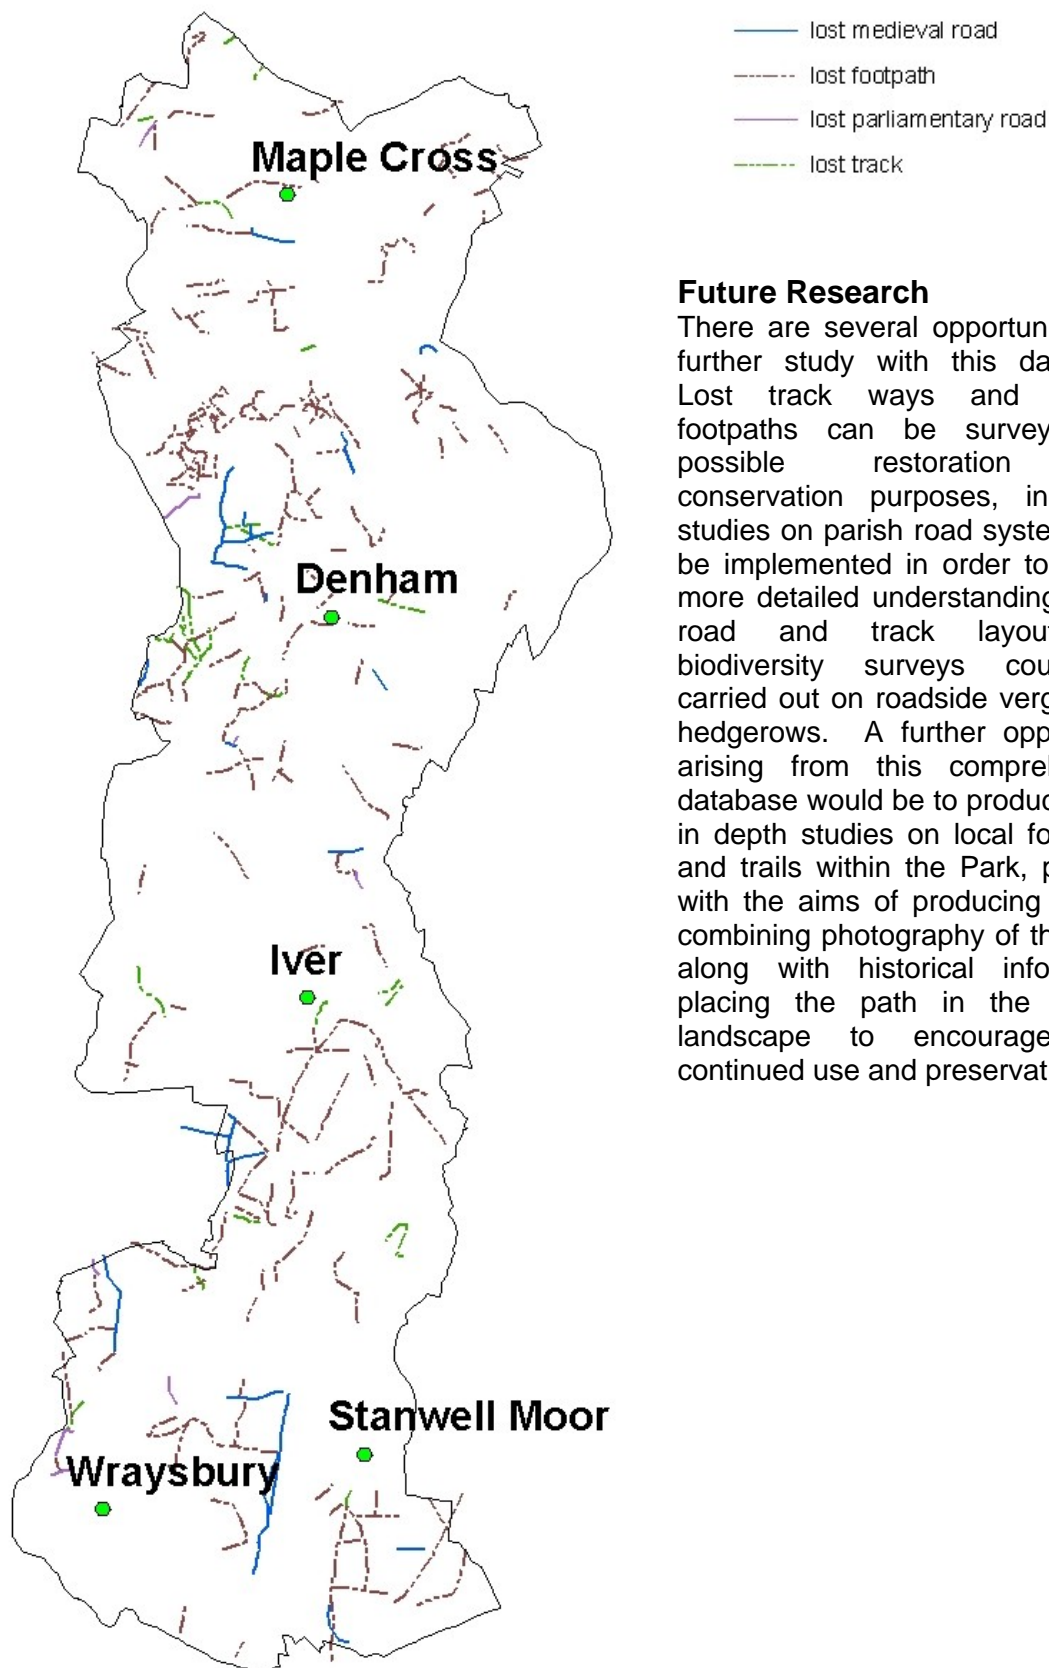 lost medieval road
lost footpath
lost parliamentary road
lost track
Maple Cross
Denham
Iver
Stanwell Moor
Wraysbury
Future Research
There are several opportun
further study with this da
Lost track ways and
footpaths can be survey
possible restoration
conservation purposes, in
studies on parish road syste
be implemented in order to
more detailed understanding
road and track layou
biodiversity surveys cou
carried out on roadside verg
hedgerows. A further opp
arising from this compre
database would be to produc
in depth studies on local fo
and trails within the Park, p
with the aims of producing
combining photography of th
along with historical info
placing the path in the
landscape to encourage
continued use and preservat